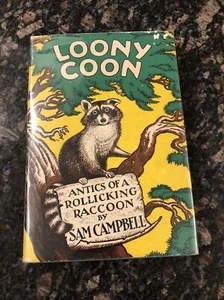 LOONY
COON
ANTICS OF A
ROLLICKING
RACCOON
BY
SAM CAMPBELL